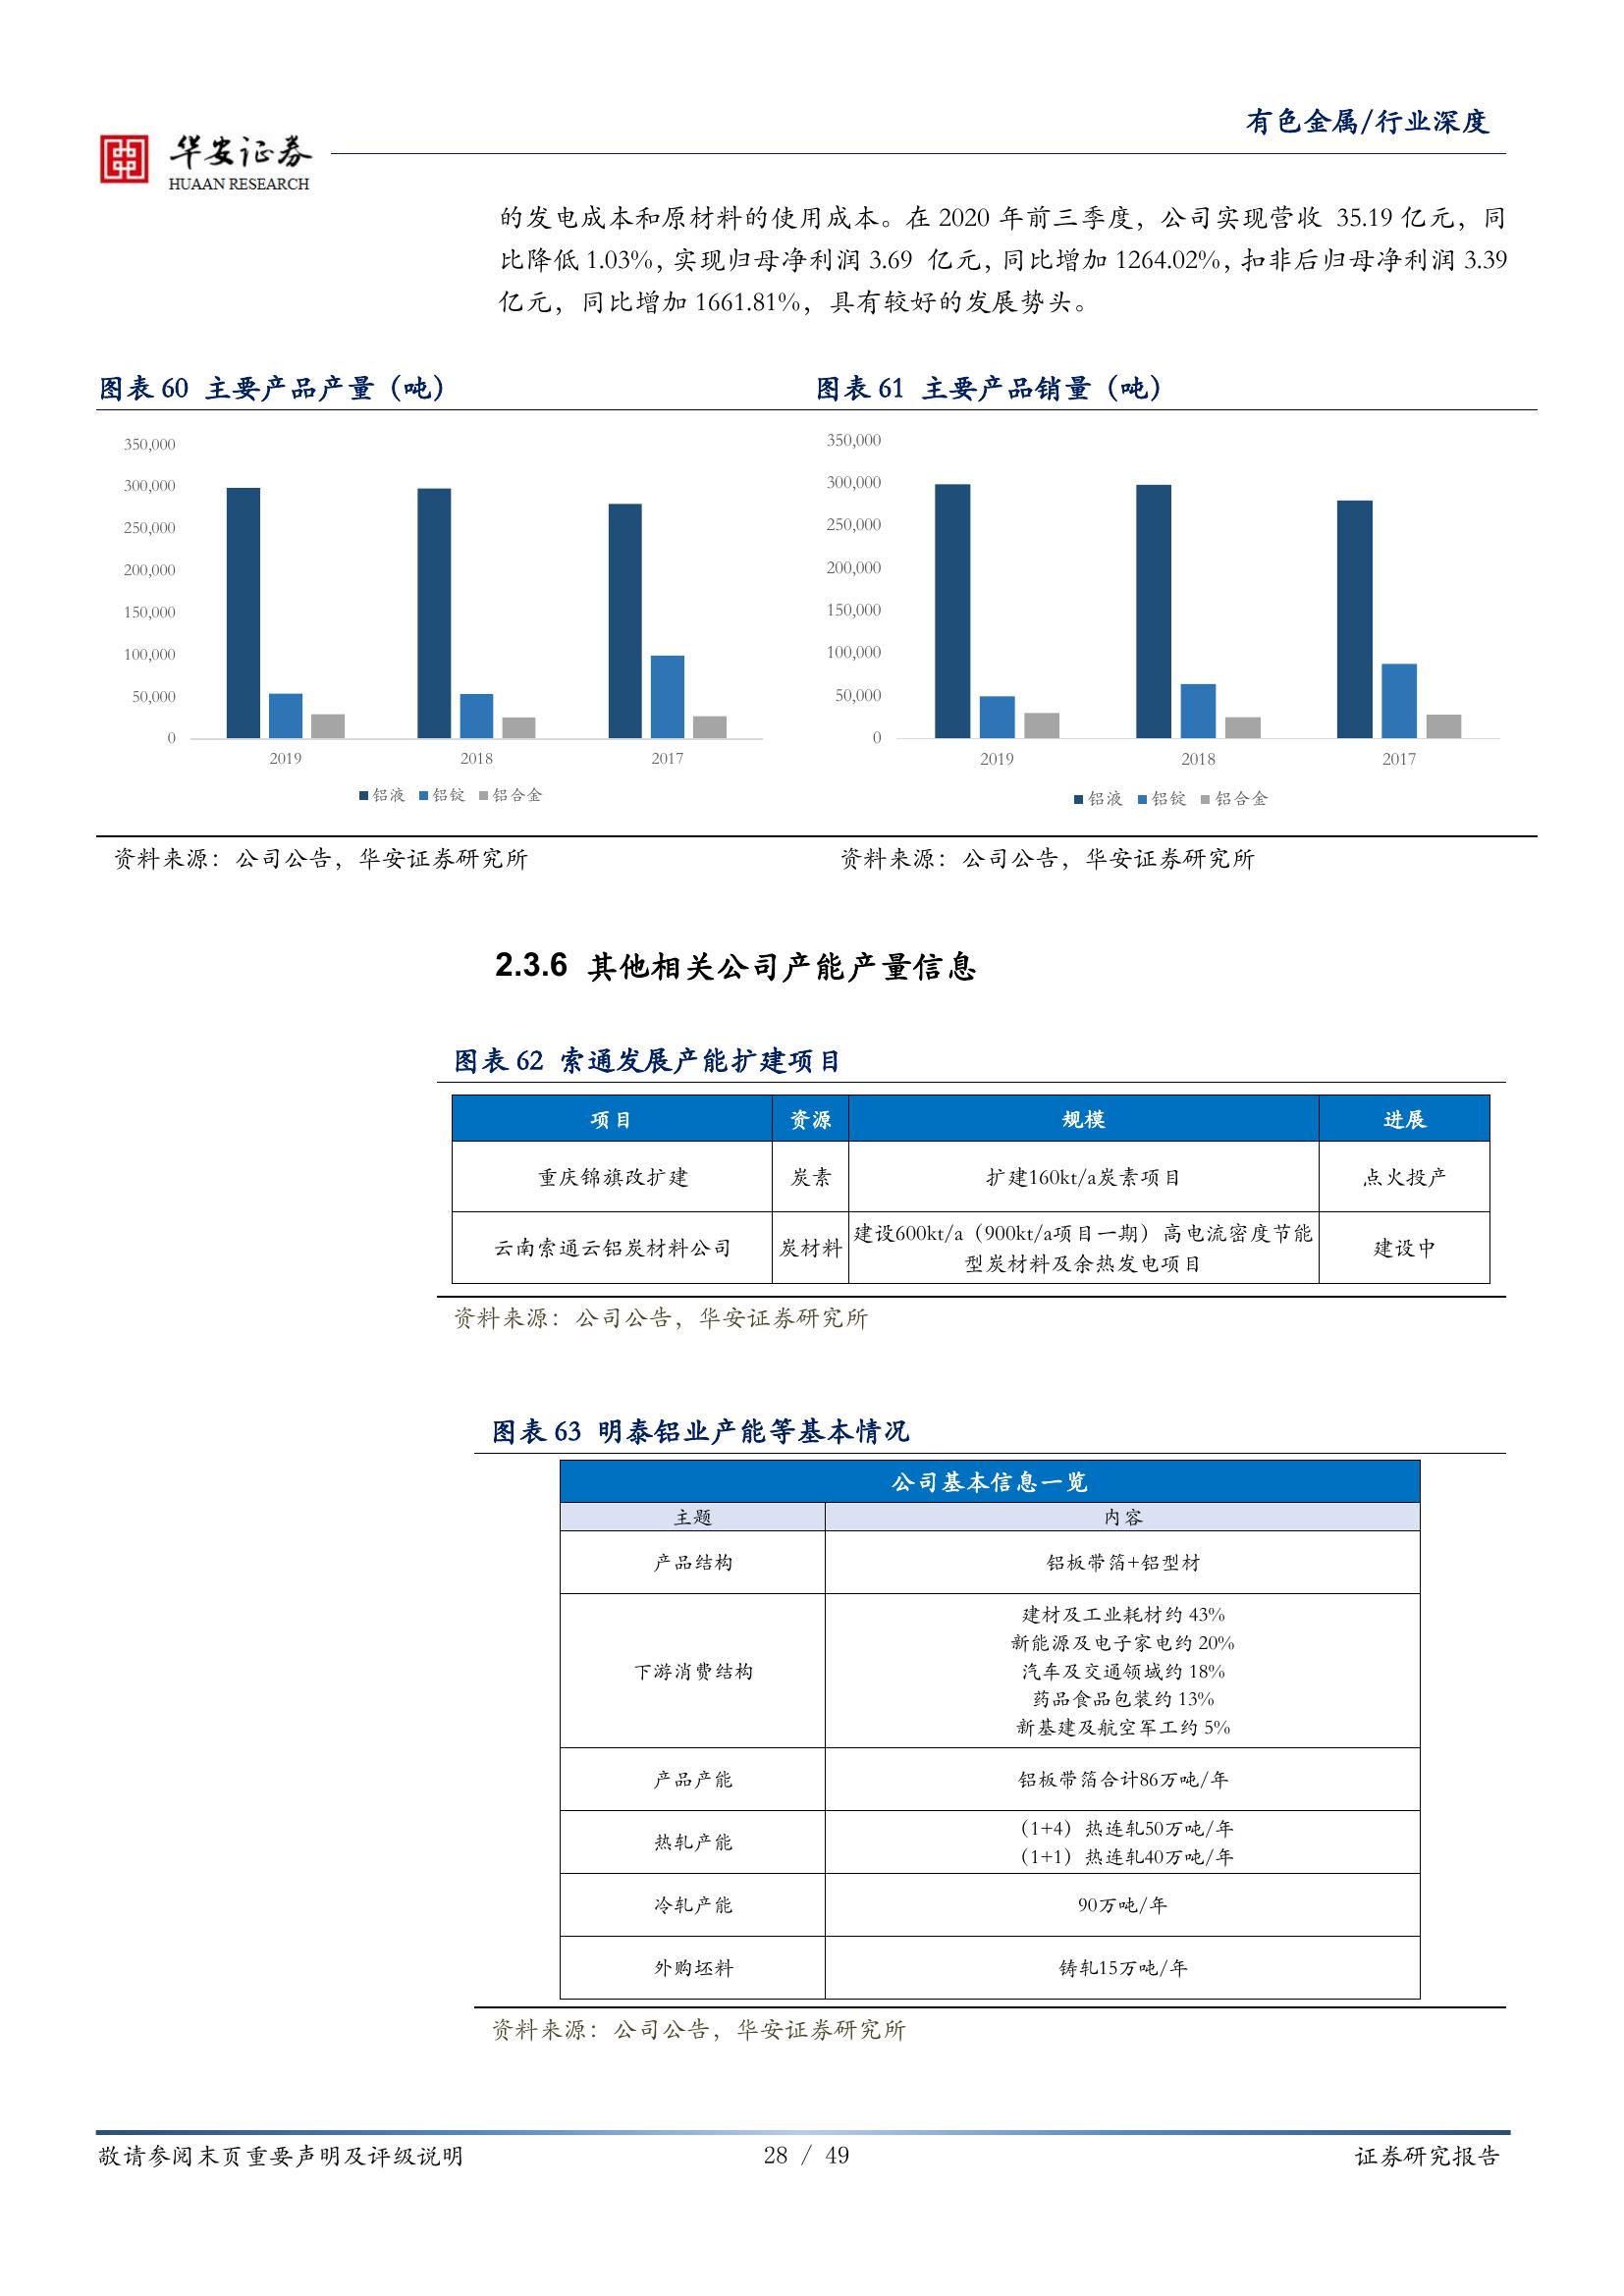 有色金属/行业深度
华安证券
HUAAN RESEARCH
的发电成本和原材料的使用成本。在 2020 年前三季度，公司实现营收 35.19 亿元，同
比降低 1.03%，实现归母净利润 3.69 亿元，同比增加 1264.02%，扣非后归母净利润 3.39
亿元，同比增加 1661.81%，具有较好的发展势头。
图表 60 主要产品产量（吨）
350,000
300,000
250,000
200,000
150,000
100,000
50,000
0
2019 2018 2017
铝液 铝锭 铝合金
资料来源：公司公告，华安证券研究所
图表 61 主要产品销量（吨）
350,000
300,000
250,000
200,000
150,000
100,000
50,000
0
2019 2018 2017
铝液 铝锭 铝合金
资料来源：公司公告，华安证券研究所
2.3.6 其他相关公司产能产量信息
图表 62 索通发展产能扩建项目
项目 资源 规模 进展
重庆锦旗改扩建 炭素 扩建160kt/a炭素项目 点火投产
云南索通云铝炭材料公司 炭材料 建设600kt/a（900kt/a项目一期）高电流密度节能
型炭材料及余热发电项目 建设中
资料来源：公司公告，华安证券研究所
图表 63 明泰铝业产能等基本情况
公司基本信息一览
主题 内容
产品结构 铝板带箔+铝型材
下游消费结构
建材及工业耗材约 43%
新能源及电子家电约 20%
汽车及交通领域约 18%
药品食品包装约 13%
新基建及航空军工约 5%
产品产能 铝板带箔合计86万吨/年
热轧产能
（1+4）热连轧50万吨/年
（1+1）热连轧40万吨/年
冷轧产能 90万吨/年
外购坯料 铸轧15万吨/年
资料来源：公司公告，华安证券研究所
敬请参阅末页重要声明及评级说明 28 / 49 证券研究报告